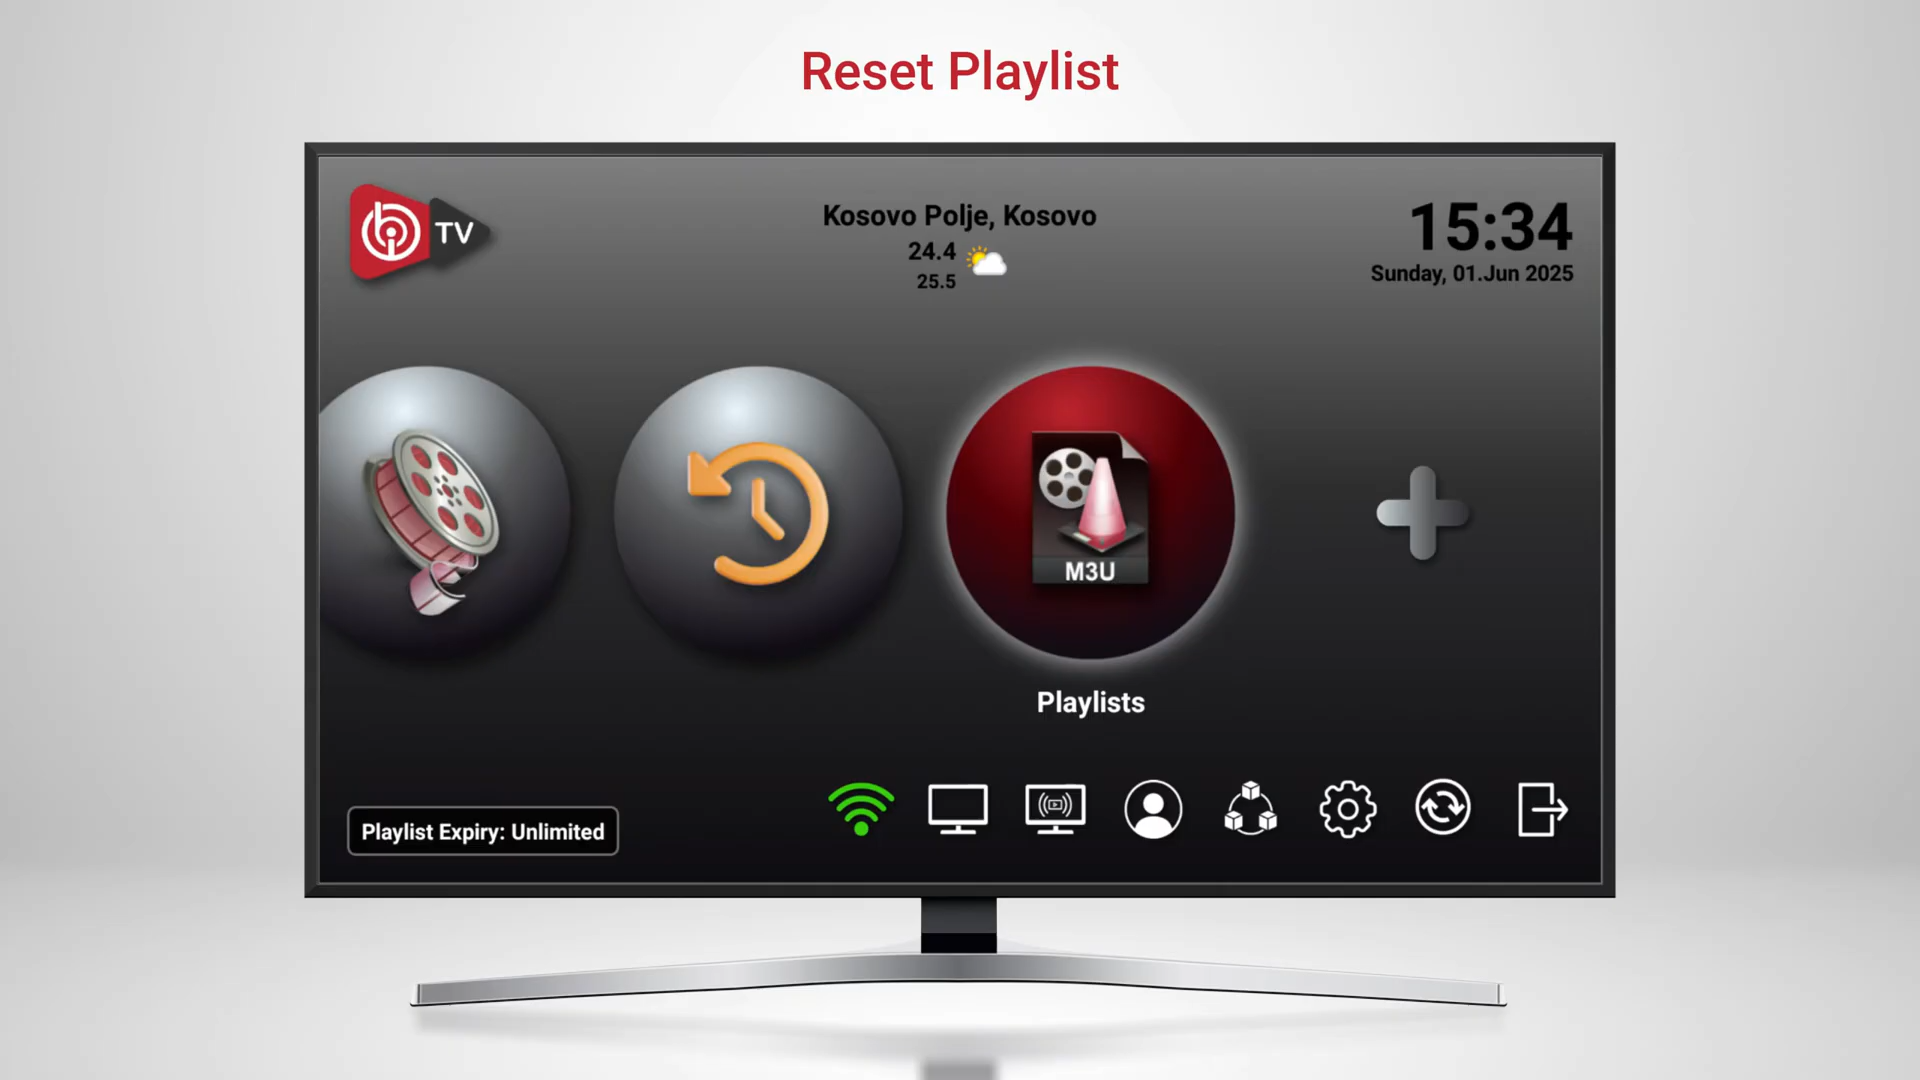 Reset Playlist
TV
Kosovo Polje, Kosovo
24.4
25.5
15:34
Sunday, 01.Jun 2025
M3U
Playlists
Playlist Expiry: Unlimited